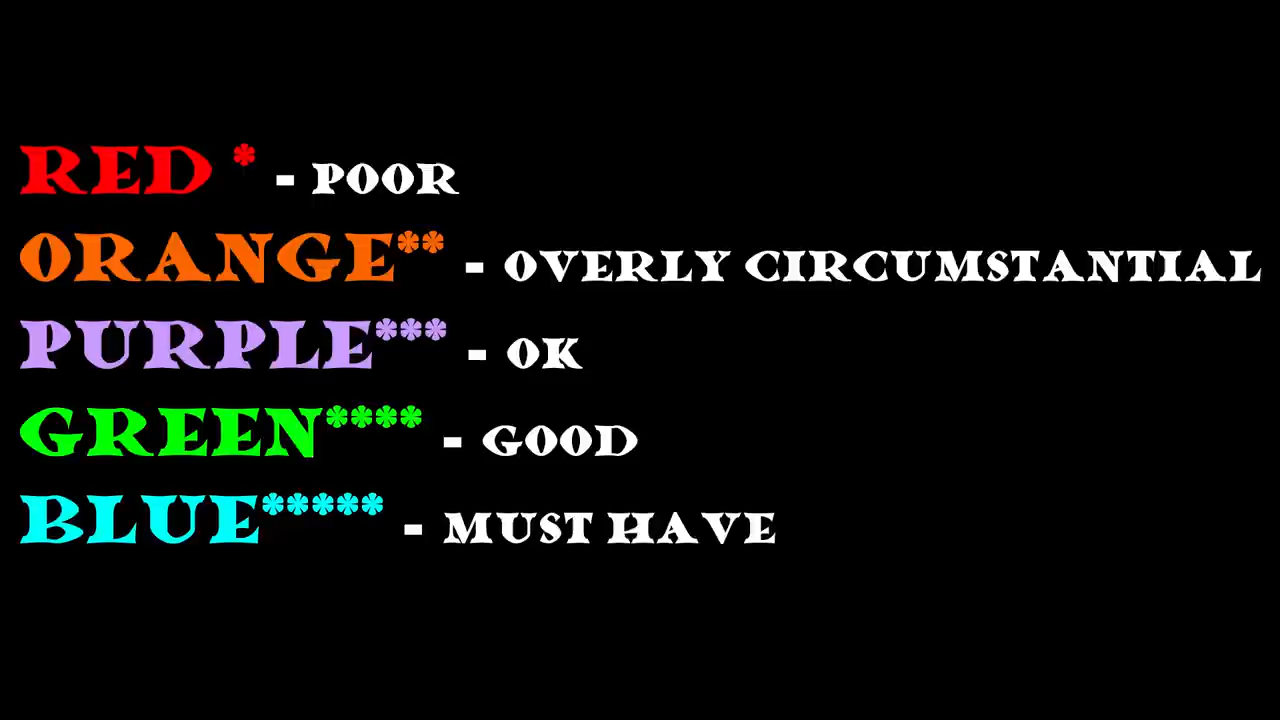 RED * - POOR
ORANGE** - OVERLY CIRCUMSTANTIAL
PURPLE*** - OK
GREEN**** - GOOD
BLUE***** - MUST HAVE